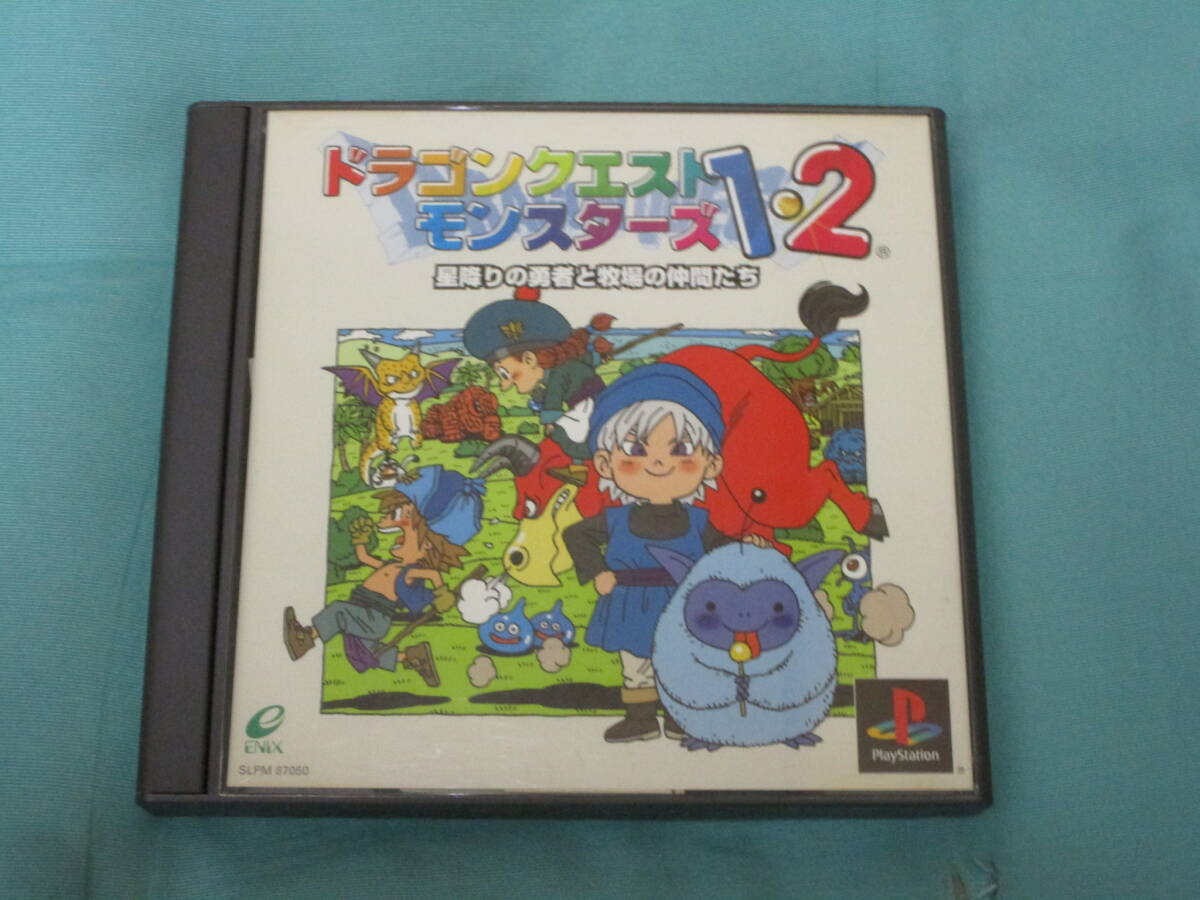 ドラゴンクエスト
モンスターズ1・2®
星降りの勇者と牧場の仲間たち
ENIX
SLPM 87050
PlayStation
®